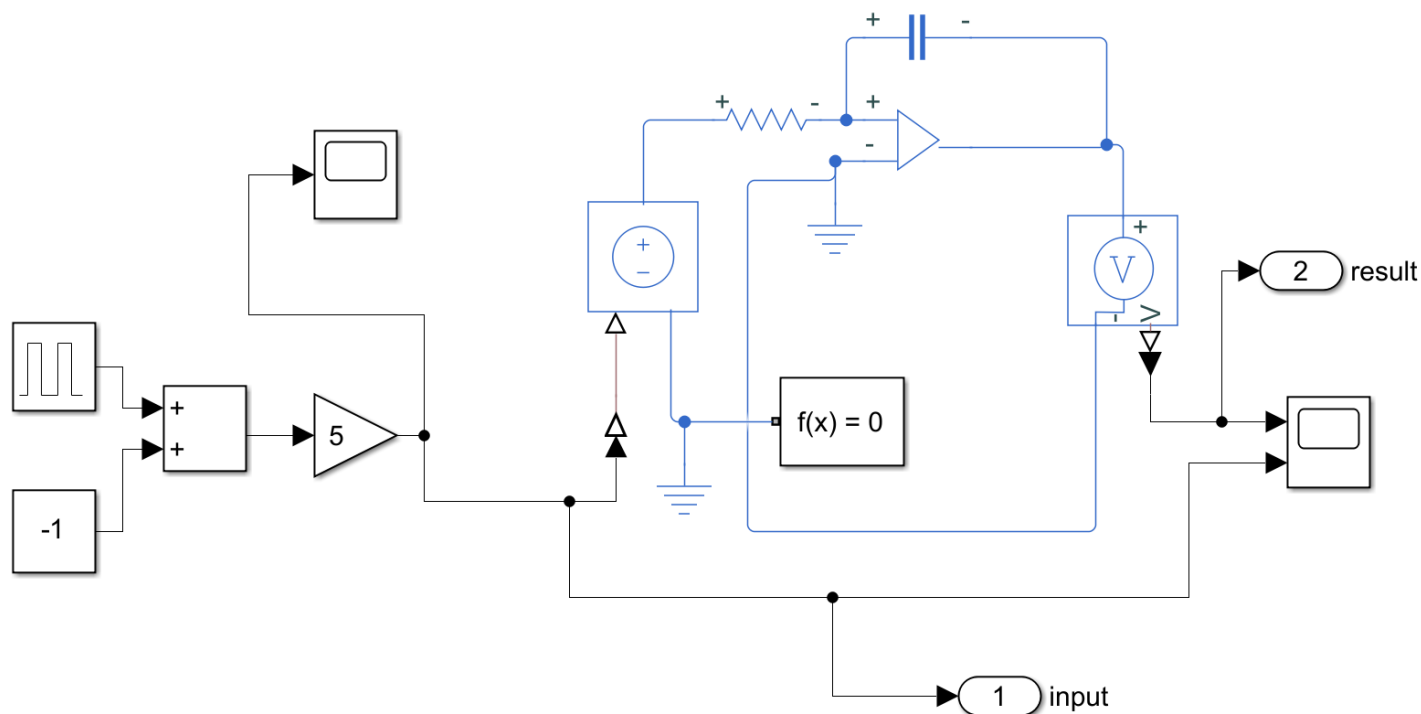 + -
+ -
+
-
+
-
+
V
- V
2 result
+
+
5
f(x) = 0
-1
1 input